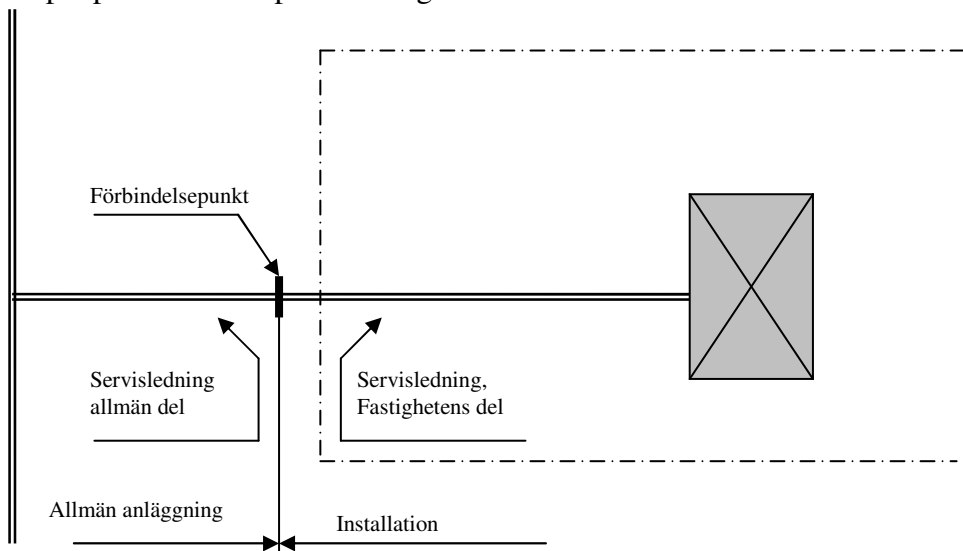 Förbindelsepunkt
Servisledning
allmän del
Servisledning,
Fastighetens del
Allmän anläggning
Installation